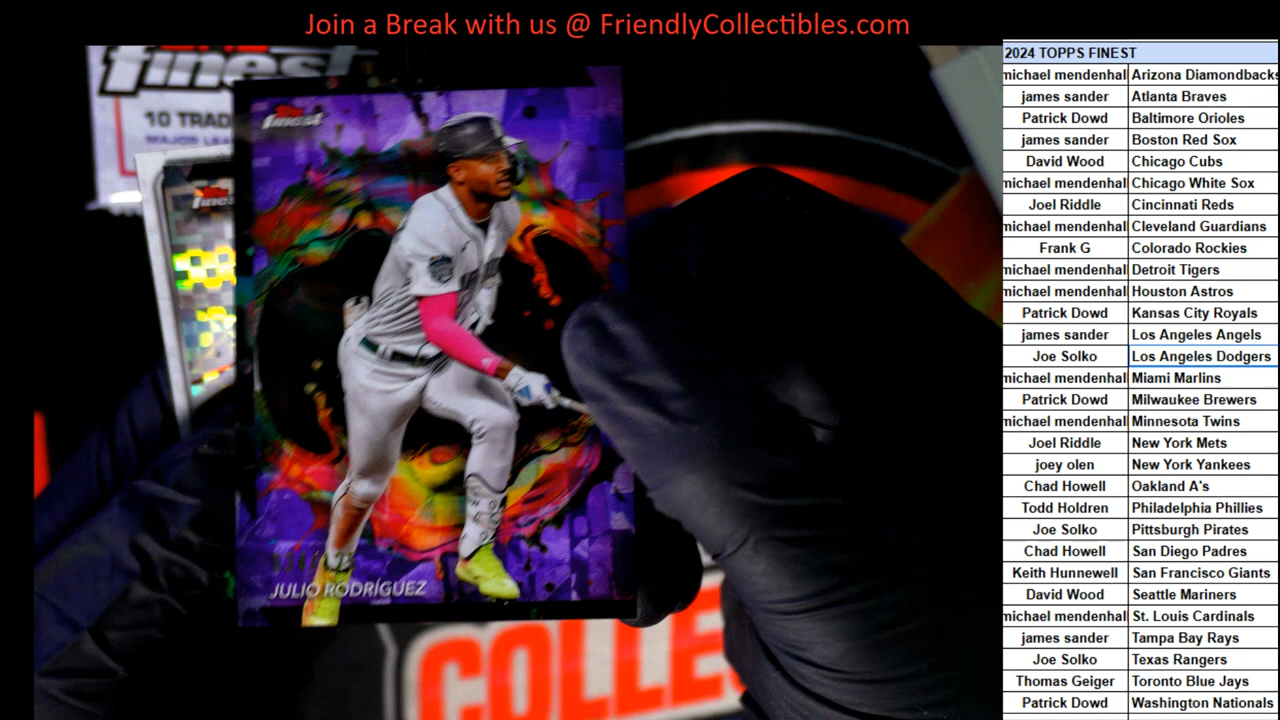 Join a Break with us @ FriendlyCollectibles.com
finest
10 TRAD
MAJOR LEA
Topps
finest
JULIO RODRÍGUEZ
COLLE
2024 TOPPS FINEST
michael mendenhal Arizona Diamondbacks
james sander Atlanta Braves
Patrick Dowd Baltimore Orioles
james sander Boston Red Sox
David Wood Chicago Cubs
michael mendenhal Chicago White Sox
Joel Riddle Cincinnati Reds
michael mendenhal Cleveland Guardians
Frank G Colorado Rockies
michael mendenhal Detroit Tigers
michael mendenhal Houston Astros
Patrick Dowd Kansas City Royals
james sander Los Angeles Angels
Joe Solko Los Angeles Dodgers
michael mendenhal Miami Marlins
Patrick Dowd Milwaukee Brewers
michael mendenhal Minnesota Twins
Joel Riddle New York Mets
joey olen New York Yankees
Chad Howell Oakland A's
Todd Holdren Philadelphia Phillies
Joe Solko Pittsburgh Pirates
Chad Howell San Diego Padres
Keith Hunnewell San Francisco Giants
David Wood Seattle Mariners
michael mendenhal St. Louis Cardinals
james sander Tampa Bay Rays
Joe Solko Texas Rangers
Thomas Geiger Toronto Blue Jays
Patrick Dowd Washington Nationals